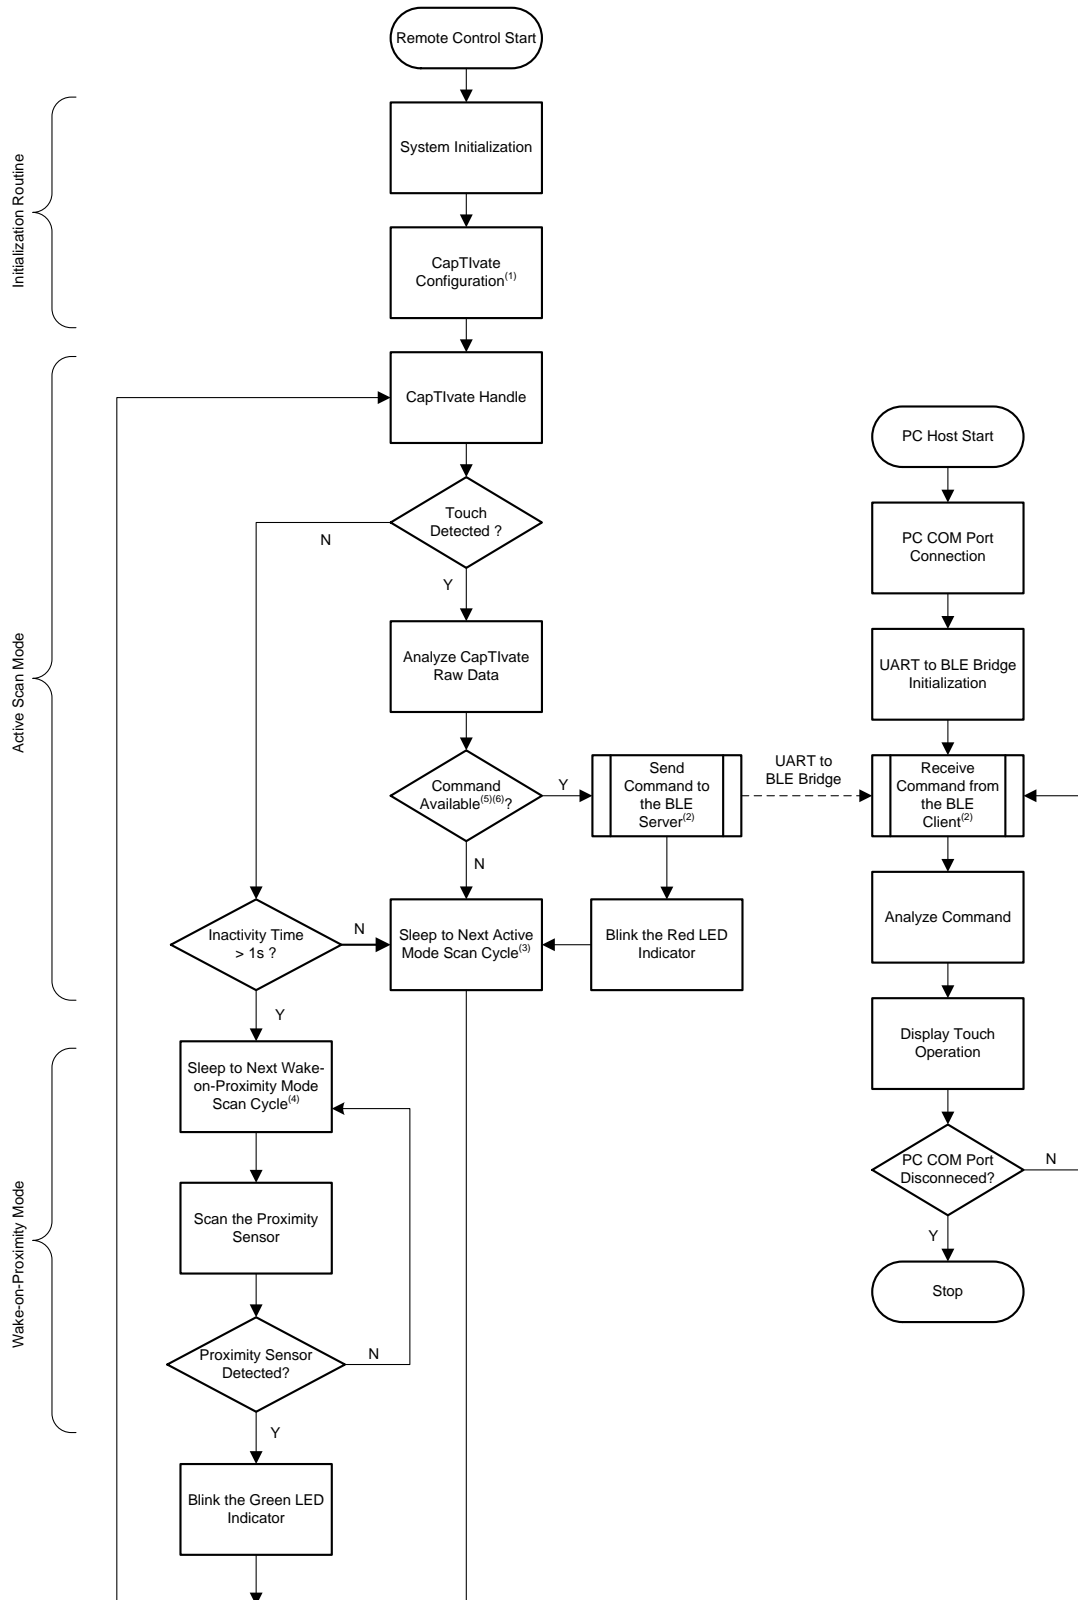 Remote Control Start
Initialization Routine
System Initialization
CapTIvate
Configuration(1)
Active Scan Mode
CapTIvate Handle
Touch
Detected ?
N
Y
Analyze CapTIvate
Raw Data
Command
Available(5)(6)?
Y
N
Send
Command to
the BLE
Server(2)
UART to
BLE Bridge
Inactivity Time
> 1s ?
N
Y
Sleep to Next Active
Mode Scan Cycle(3)
Blink the Red LED
Indicator
Wake-on-Proximity Mode
Sleep to Next Wake-
on-Proximity Mode
Scan Cycle(4)
Scan the Proximity
Sensor
Proximity Sensor
Detected?
N
Y
Blink the Green LED
Indicator
PC Host Start
PC COM Port
Connection
UART to BLE Bridge
Initialization
Receive
Command from
the BLE
Client(2)
Analyze Command
Display Touch
Operation
PC COM Port
Disconneced?
N
Y
Stop